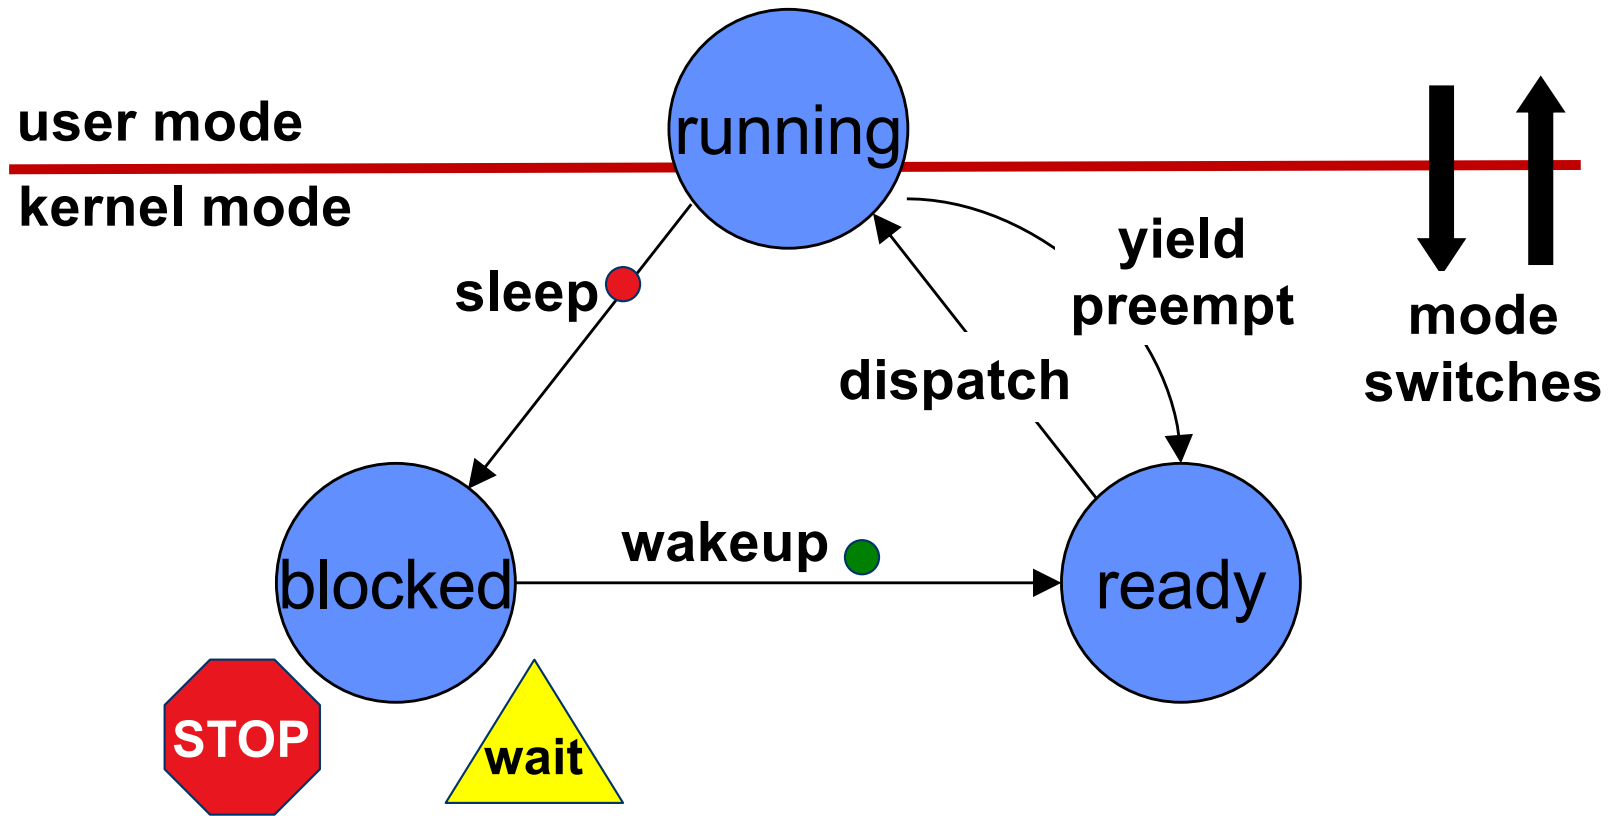 user mode
kernel mode
running
sleep
yield
preempt
mode
switches
dispatch
wakeup
blocked
ready
STOP
wait